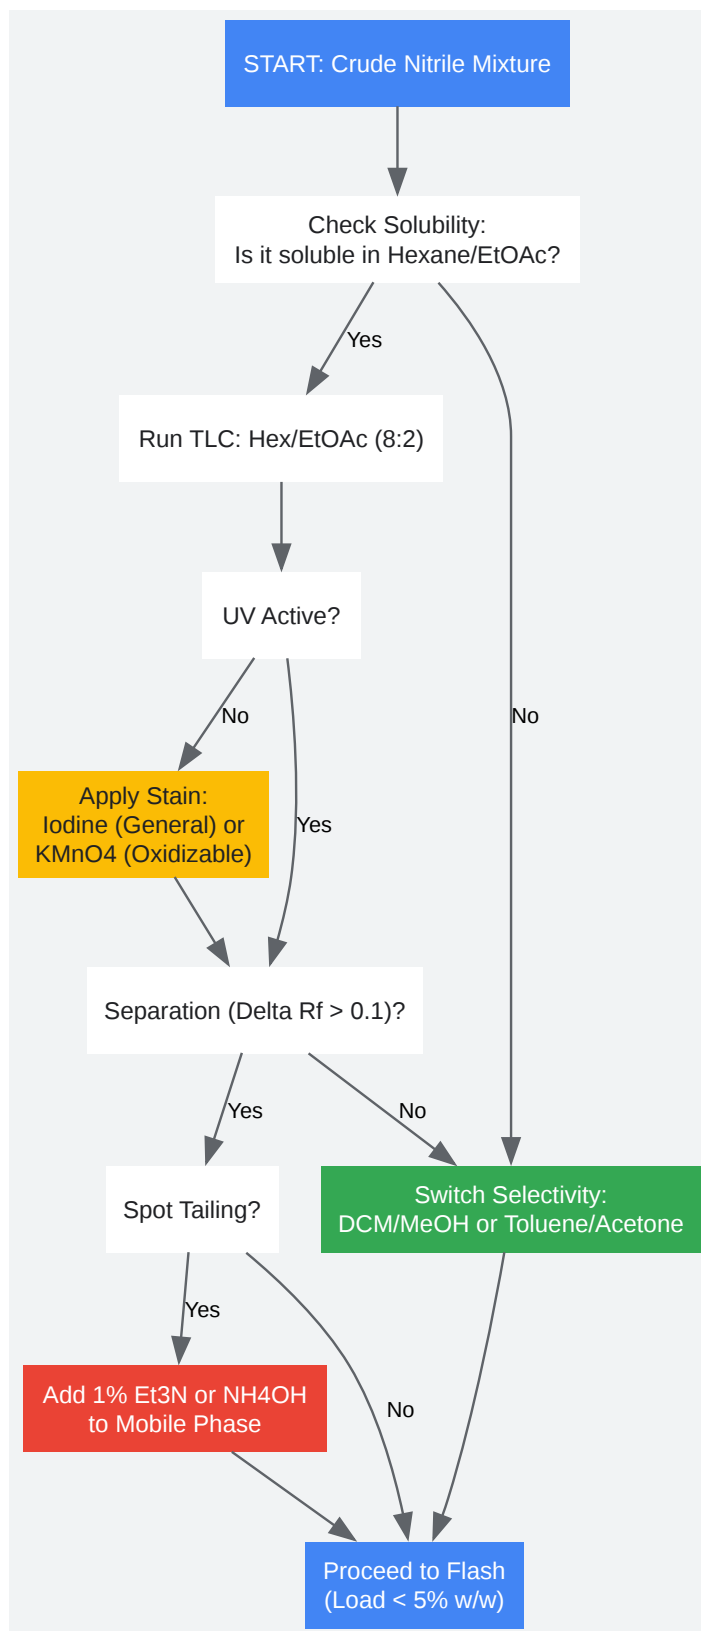 START: Crude Nitrile Mixture
Check Solubility:
Is it soluble in Hexane/EtOAc?
Yes
Run TLC: Hex/EtOAc (8:2)
UV Active?
No
No
Apply Stain:
Iodine (General) or
KMnO4 (Oxidizable)
Yes
Separation (Delta Rf > 0.1)?
Yes
No
Spot Tailing?
Switch Selectivity:
DCM/MeOH or Toluene/Acetone
Yes
Add 1% Et3N or NH4OH
to Mobile Phase
No
Proceed to Flash
(Load < 5% w/w)